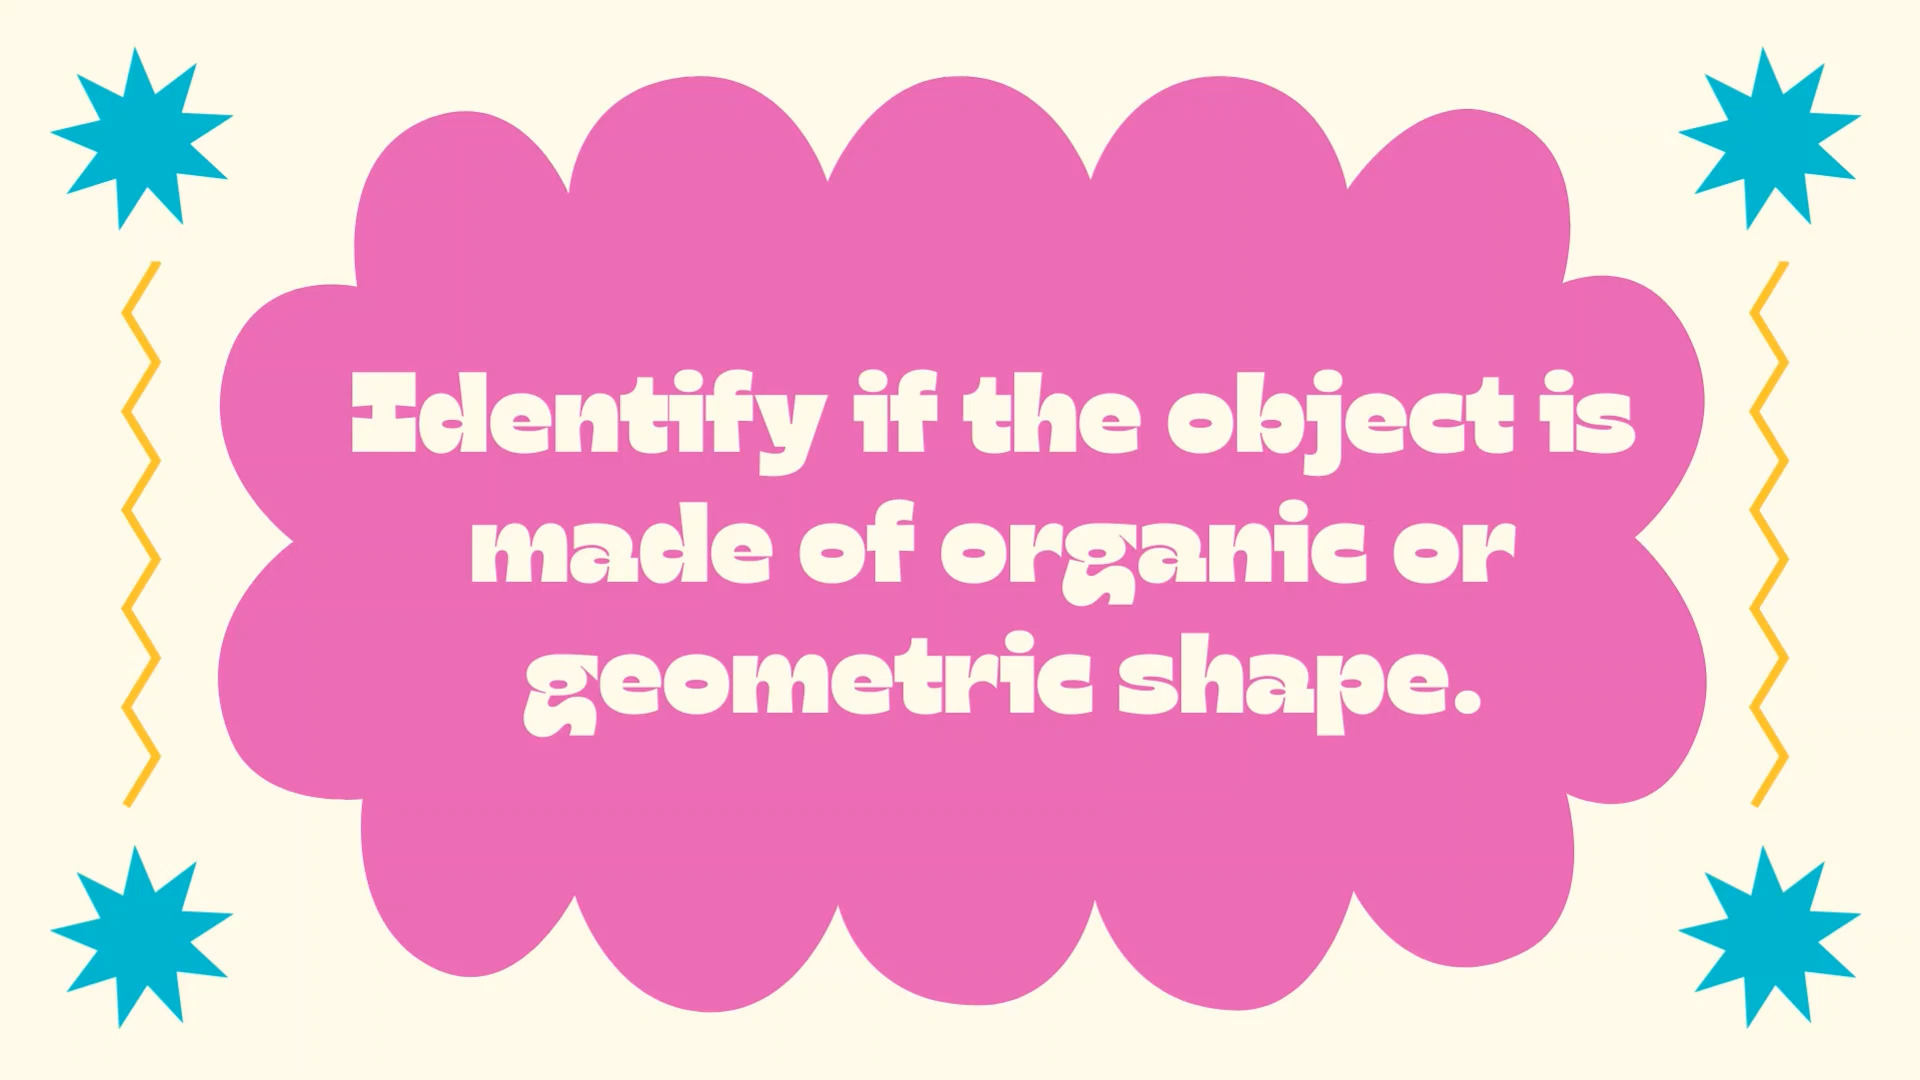 Identify if the object is
made of organic or
geometric shape.